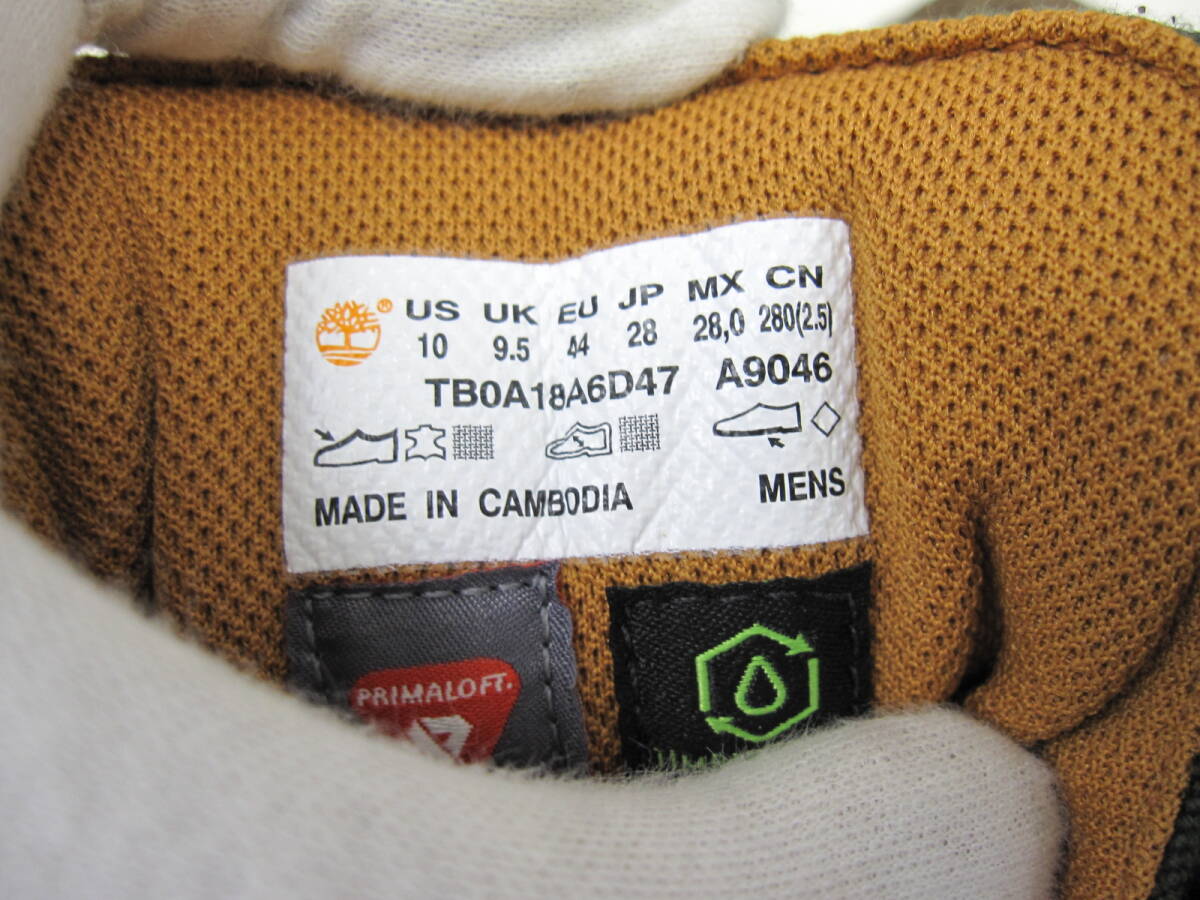 ® US UK EU JP MX CN
10 9.5 44 28 28,0 280(2.5)
TB0A18A6D47 A9046
MADE IN CAMBODIA MENS
PRIMALOFT.